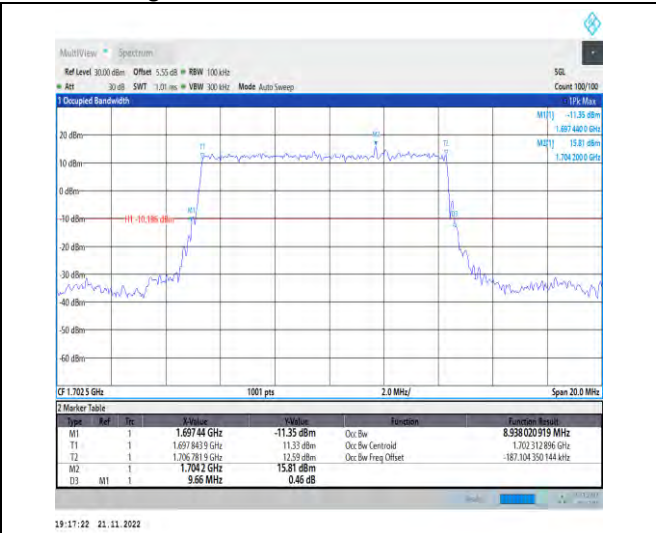 MultiView Spectrum
Ref Level 30.00 dBm Offset 5.55 dB RBW 100 kHz SGL
Att 30 dB SWT 1.01 ms VBW 300 kHz Mode Auto Sweep Count 100/100
1 Occupied Bandwidth 1Pk Max
M1[1] -11.35 dBm
1.697 440 0 GHz
M2[1] 15.81 dBm
1.704 200 0 GHz
20 dBm
M2
T1
T2
10 dBm
0 dBm
M1
D3
-10 dBm
H1 -10.186 dBm
-20 dBm
-30 dBm
-40 dBm
-50 dBm
-60 dBm
CF 1.702 5 GHz 1001 pts 2.0 MHz/ Span 20.0 MHz
2 Marker Table
Type Ref Trc X-Value Y-Value Function Function Result
M1 1 1.697 44 GHz -11.35 dBm Occ Bw 8.938 020 919 MHz
T1 1 1.697 843 9 GHz 11.33 dBm Occ Bw Centroid 1.702 312 896 GHz
T2 1 1.706 781 9 GHz 12.59 dBm Occ Bw Freq Offset -187.104 350 144 kHz
M2 1 1.704 2 GHz 15.81 dBm
D3 M1 1 9.66 MHz 0.46 dB
19:17:22 21.11.2022